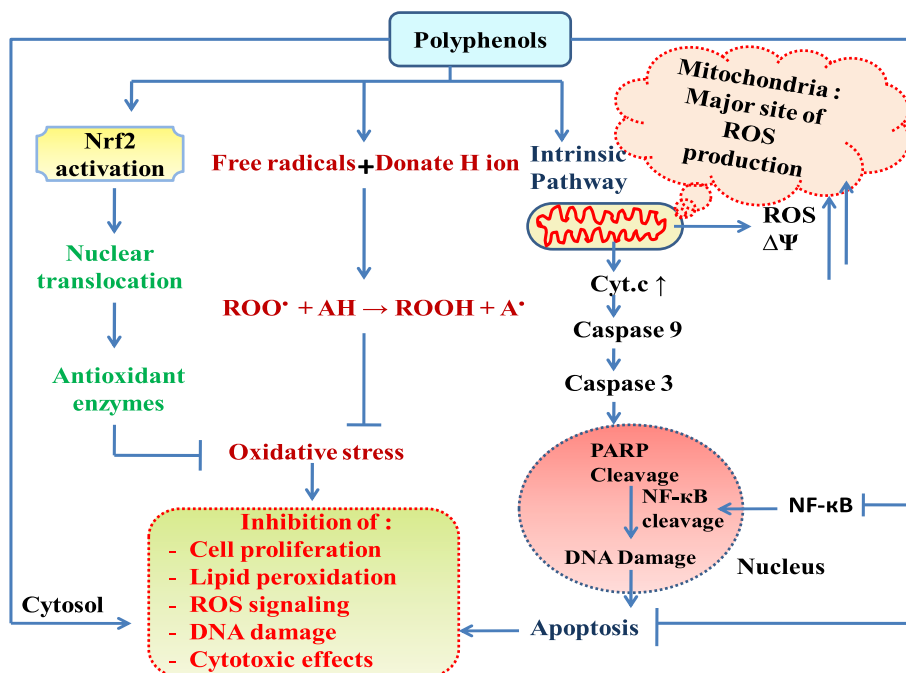 Polyphenols
Mitochondria :
Major site of
ROS
production
Nrf2
activation
Free radicals+Donate H ion
Intrinsic
Pathway
ROS
ΔΨ
Nuclear
translocation
Cyt.c ↑
ROO• + AH → ROOH + A•
Caspase 9
Antioxidant
enzymes
Caspase 3
Oxidative stress
PARP
Cleavage
NF-κB
cleavage
NF-κB
DNA Damage
Nucleus
Inhibition of :
- Cell proliferation
- Lipid peroxidation
- ROS signaling
- DNA damage
- Cytotoxic effects
Cytosol
Apoptosis